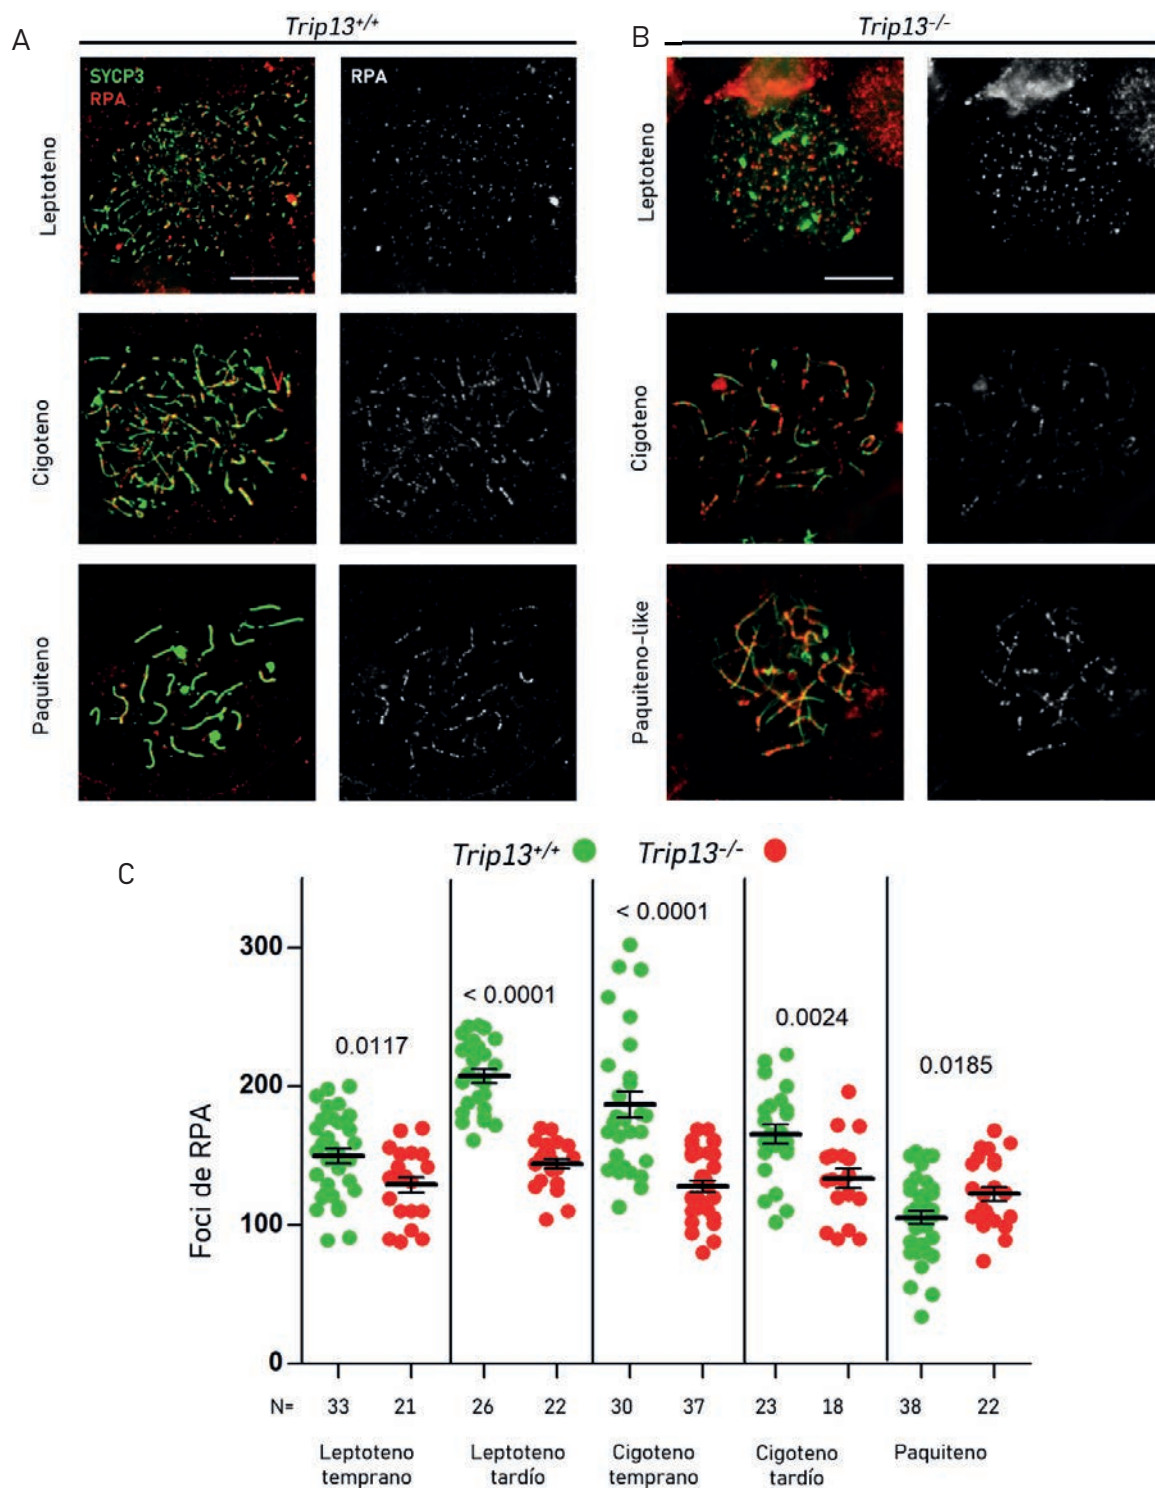 A
Trip13+/+
B
Trip13-/-
SYCP3
RPA
RPA
Leptoteno
Leptoteno
Cigoteno
Cigoteno
Paquiteno
Paquiteno-like
C
Trip13+/+
Trip13-/-
Foci de RPA
300
200
100
0
0.0117
< 0.0001
< 0.0001
0.0024
0.0185
N= 33 21 26 22 30 37 23 18 38 22
Leptoteno temprano
Leptoteno tardío
Cigoteno temprano
Cigoteno tardío
Paquiteno